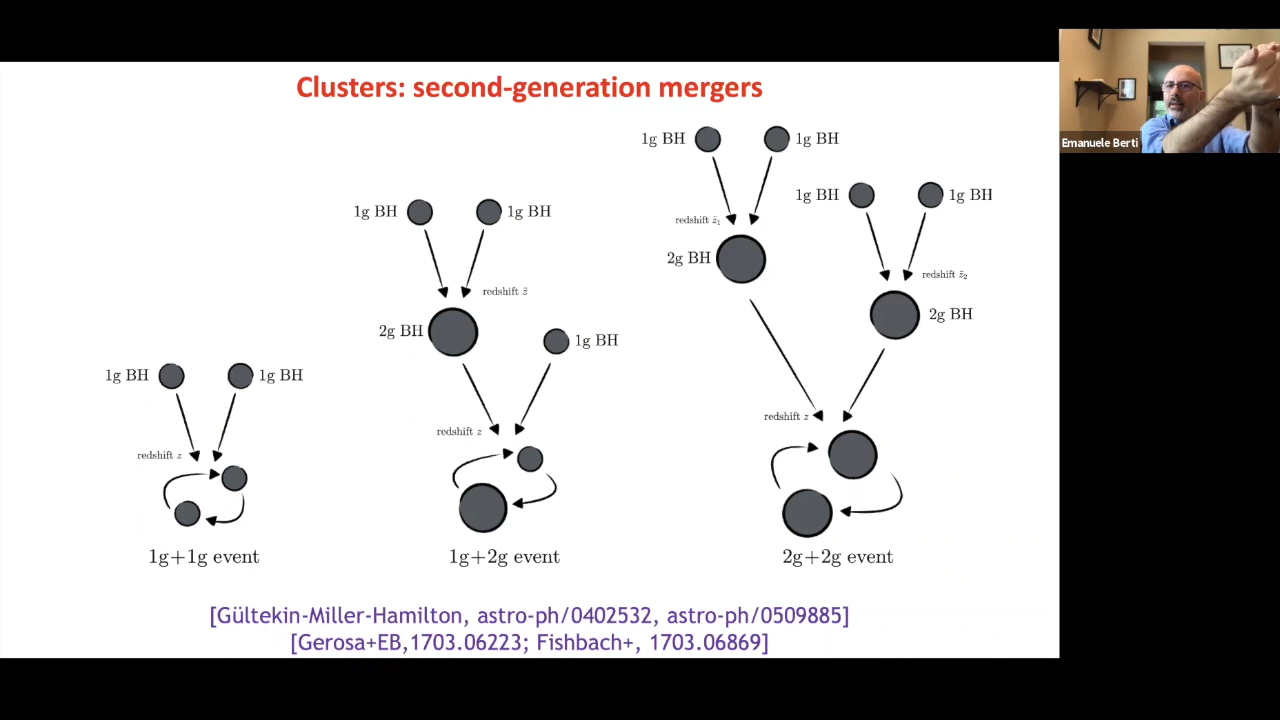 Clusters: second-generation mergers
Emanuele Berti
1g BH
1g BH
redshift z
1g+1g event
1g BH
1g BH
redshift z̄
2g BH
1g BH
redshift z
1g+2g event
1g BH
1g BH
redshift z̄₁
2g BH
1g BH
1g BH
redshift z̄₂
2g BH
redshift z
2g+2g event
[Gültekin-Miller-Hamilton, astro-ph/0402532, astro-ph/0509885]
[Gerosa+EB,1703.06223; Fishbach+, 1703.06869]